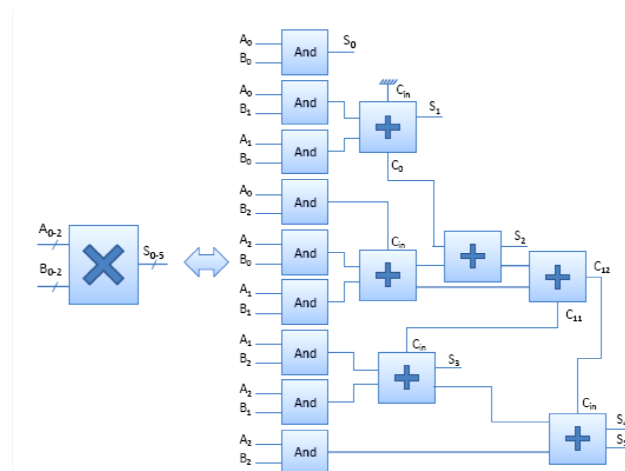 A₀
B₀
And
S₀
A₀
B₁
And
Cᵢₙ
S₁
A₁
B₀
And
C₀
A₀
B₂
And
A₀₋₂
B₀₋₂
S₀₋₅
A₂
B₀
And
Cᵢₙ
S₂
C₁₂
A₁
B₁
And
C₁₁
A₁
B₂
And
Cᵢₙ
S₃
A₂
B₁
And
Cᵢₙ
A₂
B₂
And